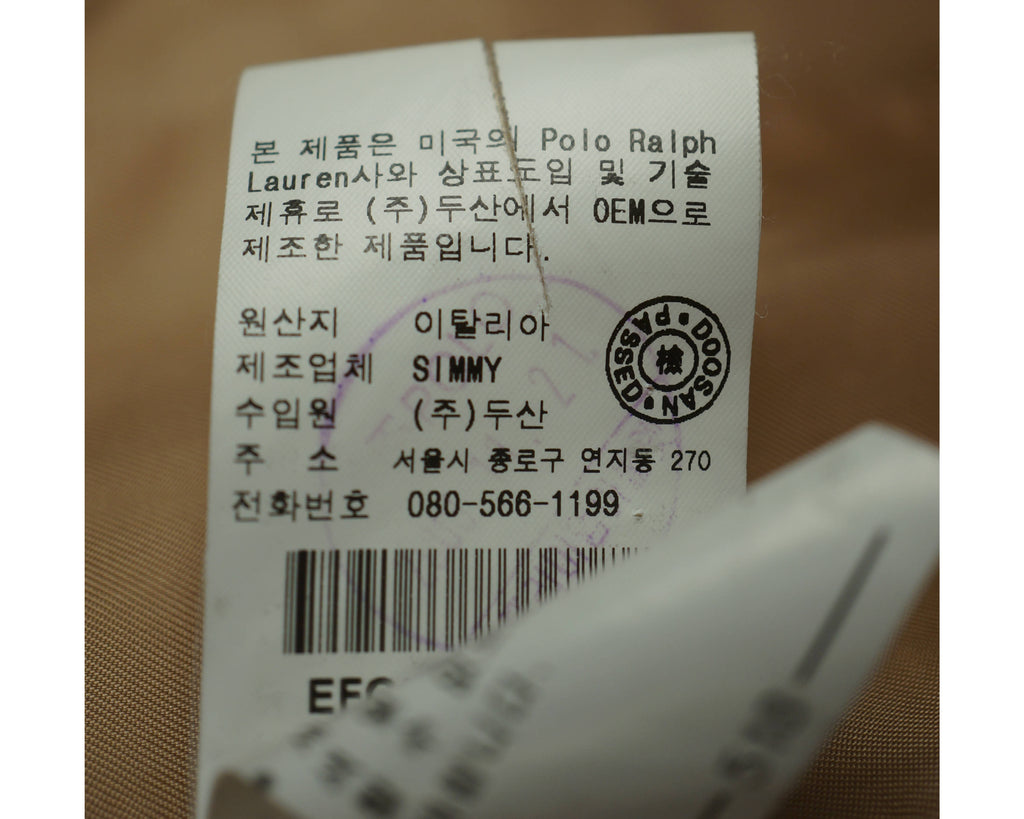 본 제품은 미국의 Polo Ralph
Lauren사와 상표도입 및 기술
제휴로 (주)두산에서 OEM으로
제조한 제품입니다.
원산지 이탈리아
제조업체 SIMMY
수입원 (주)두산
주 소 서울시 종로구 연지동 270
전화번호 080-566-1199
DOOSAN · PASSED ·
檢